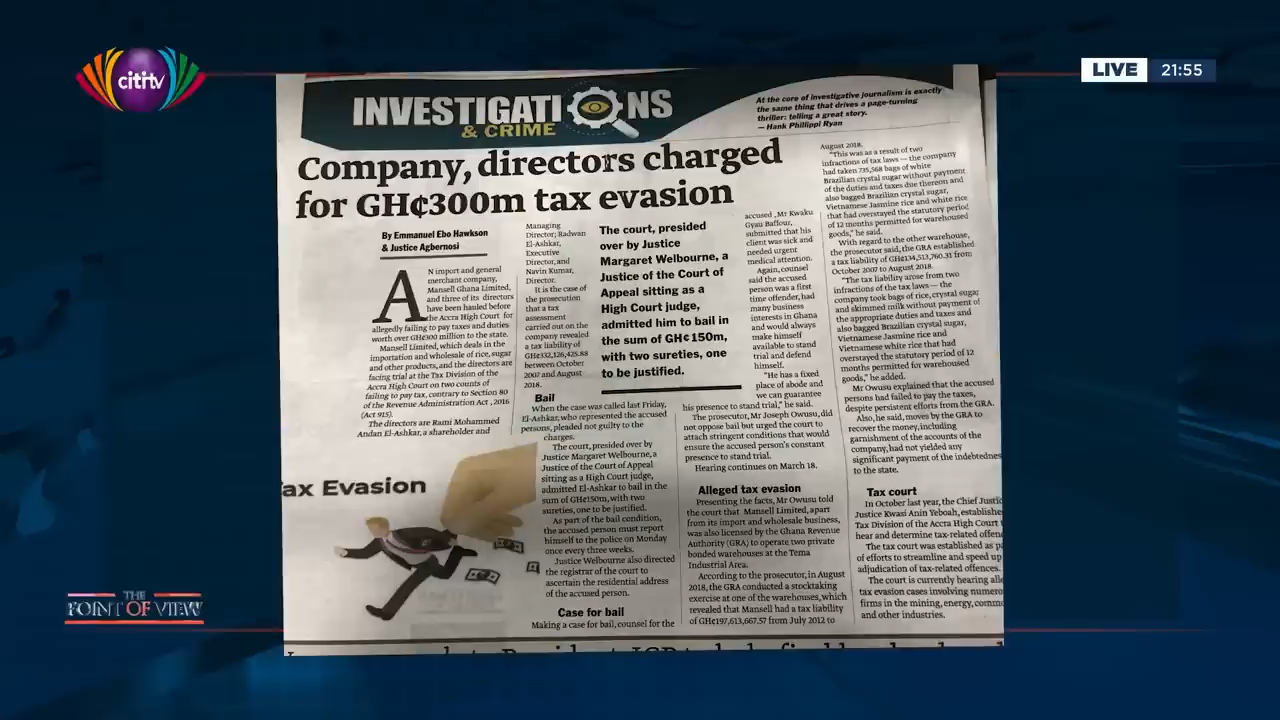 citi tv
LIVE
21:55
INVESTIGATIONS
& CRIME
At the core of investigative journalism is exactly
the same thing that drives a page-turning
thriller: telling a great story.
— Hank Phillippi Ryan
Company, directors charged
for GH¢300m tax evasion
By Emmanuel Ebo Hawkson
& Justice Agbenorsi
AN import and general
merchant company,
Mansell Ghana Limited,
and three of its directors
have been hauled before
the Accra High Court for
allegedly failing to pay taxes and duties
worth over GH¢300 million to the state.
Mansell Limited, which deals in the
importation and wholesale of rice, sugar
and other products, and the directors are
facing trial at the Tax Division of the
Accra High Court on two counts of
failing to pay tax, contrary to Section 80
of the Revenue Administration Act, 2016
(Act 915).
The directors are Rami Mohammed
Andan El-Ashkar, a shareholder and
ax Evasion
Managing
Director; Radwan
El-Ashkar,
Executive
Director, and
Navin Kumar,
Director.
It is the case of
the prosecution
that a tax
assessment
carried out on the
company revealed
a tax liability of
GH¢332,126,425.88
between October
2007 and August
2018.
Bail
When the case was called last Friday,
El-Ashkar, who represented the accused
persons, pleaded not guilty to the
charges.
The court, presided over by
Justice Margaret Welbourne, a
Justice of the Court of Appeal
sitting as a High Court judge,
admitted El-Ashkar to bail in the
sum of GH¢150m, with two
sureties, one to be justified.
As part of the bail condition,
the accused person must report
himself to the police on Monday
once every three weeks.
Justice Welbourne also directed
the registrar of the court to
ascertain the residential address
of the accused person.
Case for bail
Making a case for bail, counsel for the
The court, presided
over by Justice
Margaret Welbourne, a
Justice of the Court of
Appeal sitting as a
High Court judge,
admitted him to bail in
the sum of GH¢150m,
with two sureties, one
to be justified.
accused, Mr Kwaku
Gyau Baffour,
submitted that his
client was sick and
needed urgent
medical attention.
Again, counsel
said the accused
person was a first
time offender, had
many business
interests in Ghana
and would always
make himself
available to stand
trial and defend
himself.
"He has a fixed
place of abode and
we can guarantee
his presence to stand trial," he said.
The prosecutor, Mr Joseph Owusu, did
not oppose bail but urged the court to
attach stringent conditions that would
ensure the accused person's constant
presence to stand trial.
Hearing continues on March 18.
Alleged tax evasion
Presenting the facts, Mr Owusu told
the court that Mansell Limited, apart
from its import and wholesale business,
was also licensed by the Ghana Revenue
Authority (GRA) to operate two private
bonded warehouses at the Tema
Industrial Area.
According to the prosecutor, in August
2018, the GRA conducted a stocktaking
exercise at one of the warehouses, which
revealed that Mansell had a tax liability
of GH¢197,613,667.57 from July 2012 to
August 2018.
"This was as a result of two
infractions of tax laws — the company
had taken 735,568 bags of white
Brazilian crystal sugar without payment
of the duties and taxes due thereon and
also bagged Brazilian crystal sugar,
Vietnamese Jasmine rice and white rice
that had overstayed the statutory period
of 12 months permitted for warehoused
goods," he said.
With regard to the other warehouse,
the prosecutor said, the GRA established
a tax liability of GH¢134,513,760.31 from
October 2007 to August 2018.
"The tax liability arose from two
infractions of the tax laws — the
company took bags of rice, crystal sugar
and skimmed milk without payment of
the appropriate duties and taxes and
also bagged Brazilian crystal sugar,
Vietnamese Jasmine rice and
Vietnamese white rice that had
overstayed the statutory period of 12
months permitted for warehoused
goods," he added.
Mr Owusu explained that the accused
persons had failed to pay the taxes,
despite persistent efforts from the GRA.
Also, he said, moves by the GRA to
recover the money, including
garnishment of the accounts of the
company, had not yielded any
significant payment of the indebtednes
to the state.
Tax court
In October last year, the Chief Justic
Justice Kwasi Anin Yeboah, establishe
Tax Division of the Accra High Court
hear and determine tax-related offenc
The tax court was established as pa
of efforts to streamline and speed up
adjudication of tax-related offences.
The court is currently hearing alle
tax evasion cases involving numero
firms in the mining, energy, comme
and other industries.
THE
POINT OF VIEW